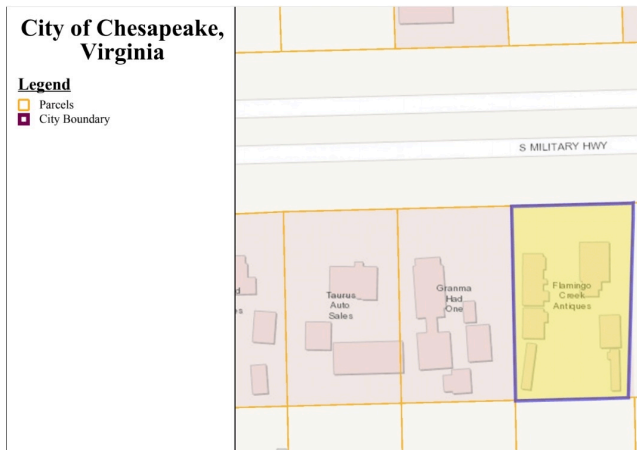 City of Chesapeake,
Virginia
Legend
Parcels
City Boundary
S MILITARY HWY
Taurus
Auto
Sales
Granma
Had
One
Flamingo
Creek
Antiques